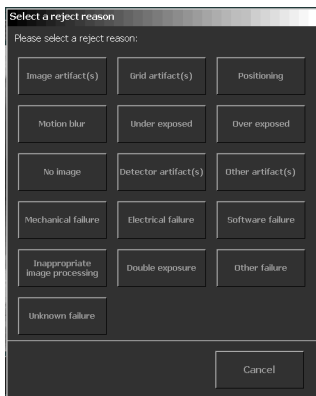 Select a reject reason
Please select a reject reason:
Image artifact(s) Grid artifact(s) Positioning
Motion blur Under exposed Over exposed
No image Detector artifact(s) Other artifact(s)
Mechanical failure Electrical failure Software failure
Inappropriate
image processing Double exposure Other failure
Unknown failure
Cancel